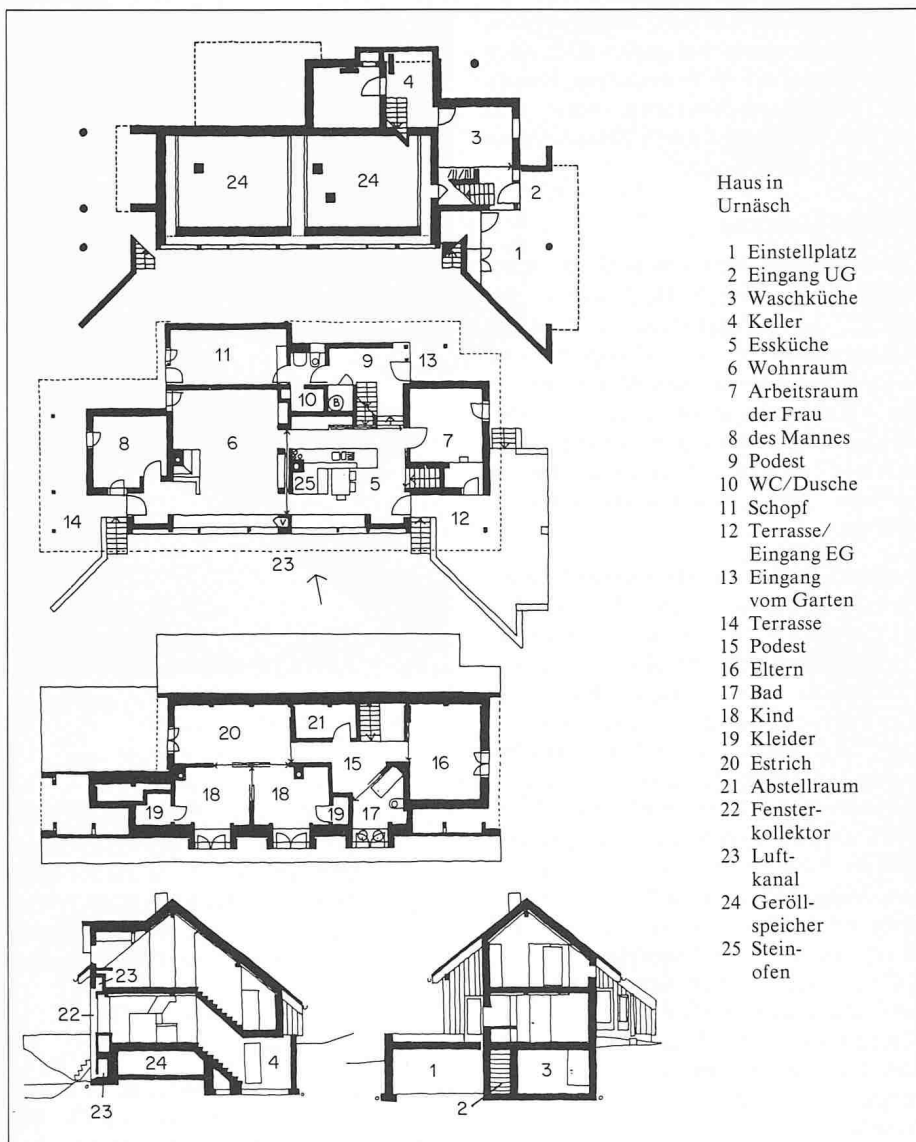 4
3
24
24
2
1
11
9
13
10
B
8
6
7
25
5
14
V
12
23
20
21
15
16
18
18
19
19
17
23
22
24
4
23
1
3
2
Haus in
Urnäsch
1 Einstellplatz
2 Eingang UG
3 Waschküche
4 Keller
5 Essküche
6 Wohnraum
7 Arbeitsraum
der Frau
8 des Mannes
9 Podest
10 WC/Dusche
11 Schopf
12 Terrasse/
Eingang EG
13 Eingang
vom Garten
14 Terrasse
15 Podest
16 Eltern
17 Bad
18 Kind
19 Kleider
20 Estrich
21 Abstellraum
22 Fenster-
kollektor
23 Luft-
kanal
24 Geröll-
speicher
25 Stein-
ofen